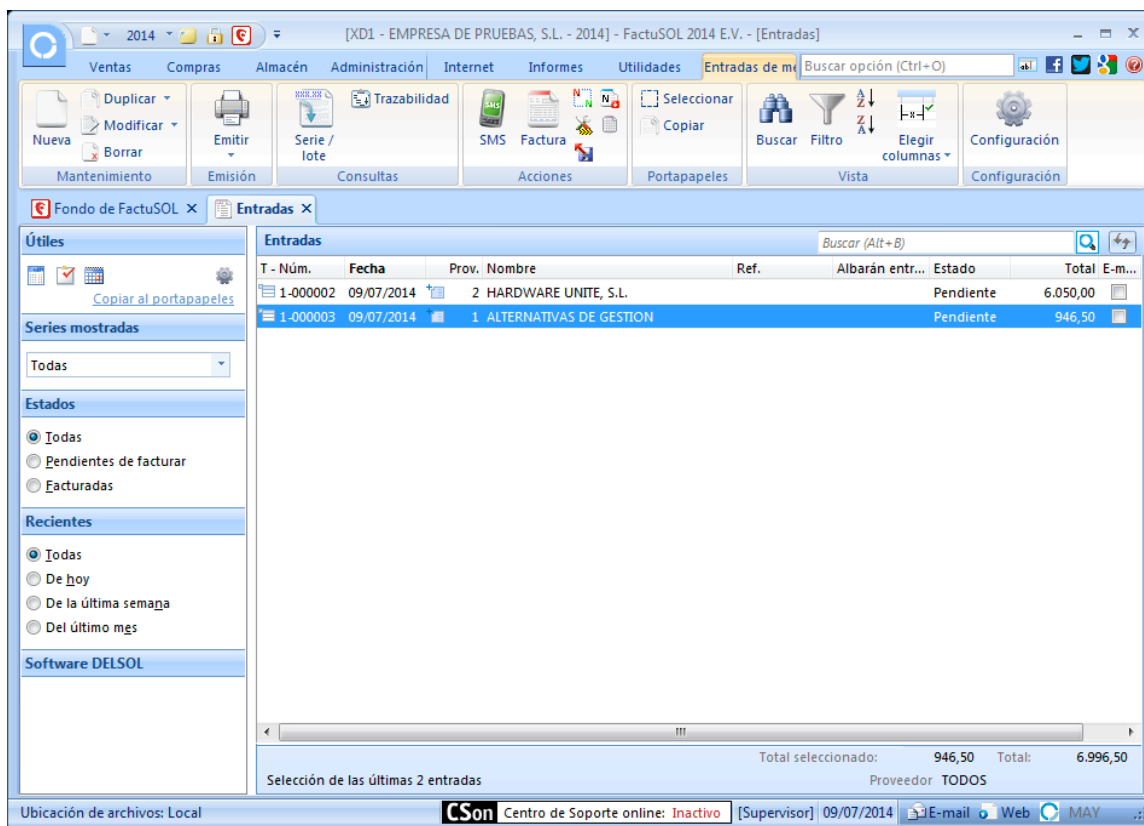 2014 [XD1 - EMPRESA DE PRUEBAS, S.L. - 2014] - FactuSOL 2014 E.V. - [Entradas]
Ventas Compras Almacén Administración Internet Informes Utilidades Entradas de me Buscar opción (Ctrl+O)
Nueva
Duplicar
Modificar
Borrar
Mantenimiento
Emitir
Emisión
Serie / lote
Trazabilidad
Consultas
SMS
Factura
Acciones
Seleccionar
Copiar
Portapapeles
Buscar
Filtro
Elegir columnas
Vista
Configuración
Configuración
Fondo de FactuSOL
Entradas
Útiles
Copiar al portapapeles
Series mostradas
Todas
Estados
Todas
Pendientes de facturar
Facturadas
Recientes
Todas
De hoy
De la última semana
Del último mes
Software DELSOL
Entradas Buscar (Alt+B)
T - Núm. Fecha Prov. Nombre Ref. Albarán entr... Estado Total E-m...
1-000002 09/07/2014 2 HARDWARE UNITE, S.L. Pendiente 6.050,00
1-000003 09/07/2014 1 ALTERNATIVAS DE GESTION Pendiente 946,50
Total seleccionado: 946,50 Total: 6.996,50
Selección de las últimas 2 entradas Proveedor TODOS
Ubicación de archivos: Local CSon Centro de Soporte online: Inactivo [Supervisor] 09/07/2014 E-mail Web MAY